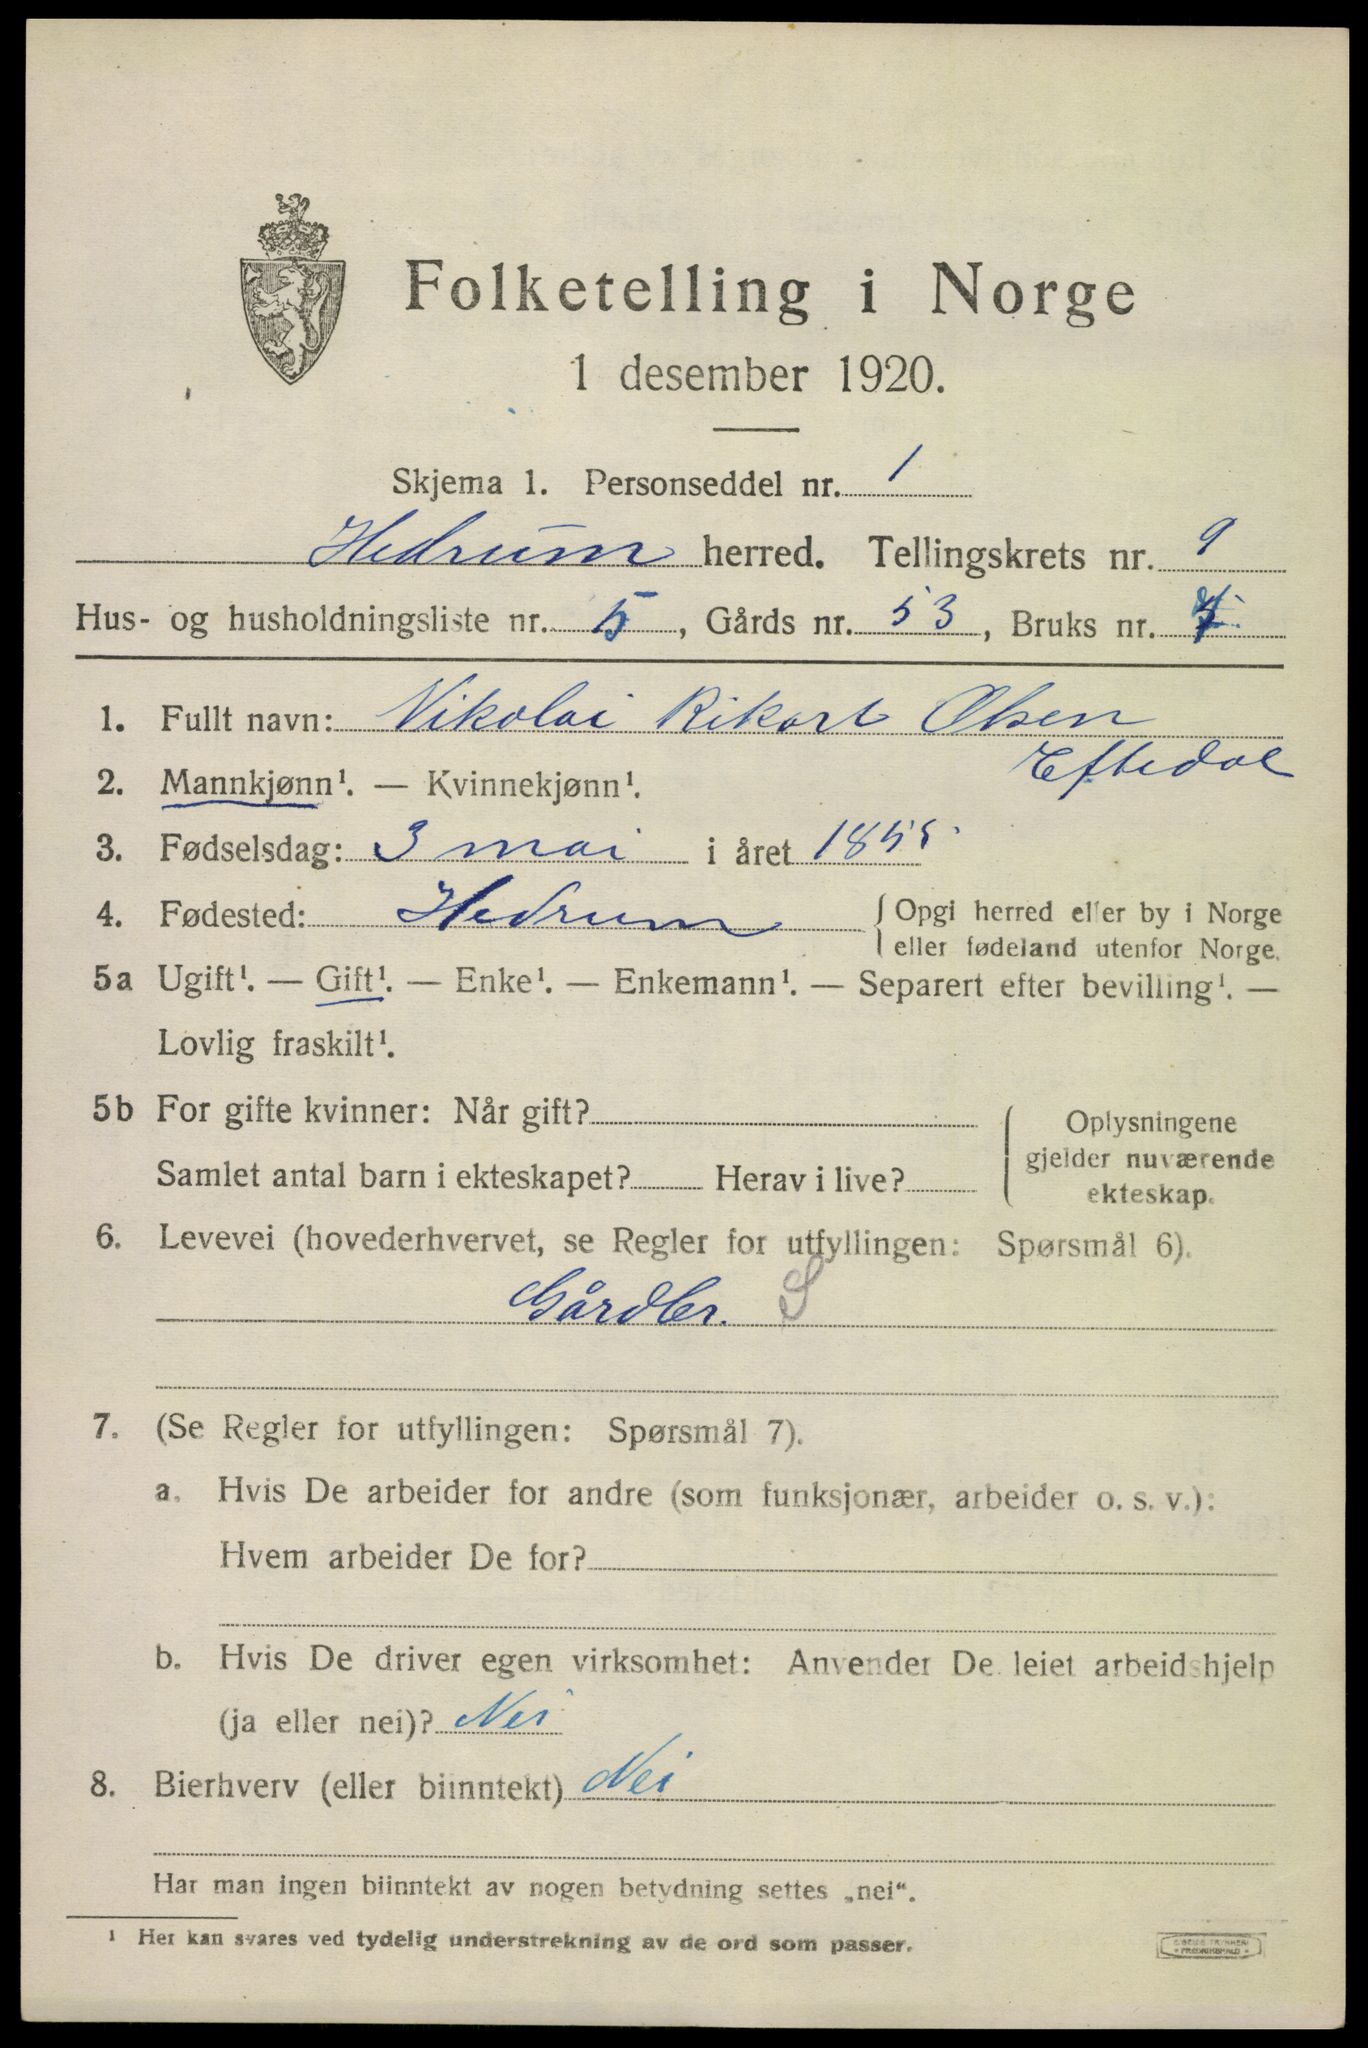 Folketelling i Norge
1 desember 1920.
Skjema 1. Personseddel nr. 1
Hedrum herred. Tellingskrets nr. 9
Hus- og husholdningsliste nr. 5, Gårds nr. 53, Bruks nr.
1. Fullt navn: Nikolai Rikart Olsen
Eftedal
2. Mannkjønn¹. — Kvinnekjønn¹.
3. Fødselsdag: 3 mai i året 1855
4. Fødested: Hedrum { Opgi herred eller by i Norge
eller fødeland utenfor Norge.
5a Ugift¹. — Gift¹. — Enke¹. — Enkemann¹. — Separert efter bevilling¹. —
Lovlig fraskilt¹.
5b For gifte kvinner: Når gift?
Samlet antal barn i ekteskapet? Herav i live?
Oplysningene
gjelder nuværende
ekteskap.
6. Levevei (hovederhvervet, se Regler for utfyllingen: Spørsmål 6).
Gårdbr. S
7. (Se Regler for utfyllingen: Spørsmål 7).
a. Hvis De arbeider for andre (som funksjonær, arbeider o. s. v.):
Hvem arbeider De for?
b. Hvis De driver egen virksomhet: Anvender De leiet arbeidshjelp
(ja eller nei)? Nei
8. Bierhverv (eller biinntekt) Nei
Har man ingen biinntekt av nogen betydning settes „nei“.
¹ Her kan svares ved tydelig understrekning av de ord som passer.